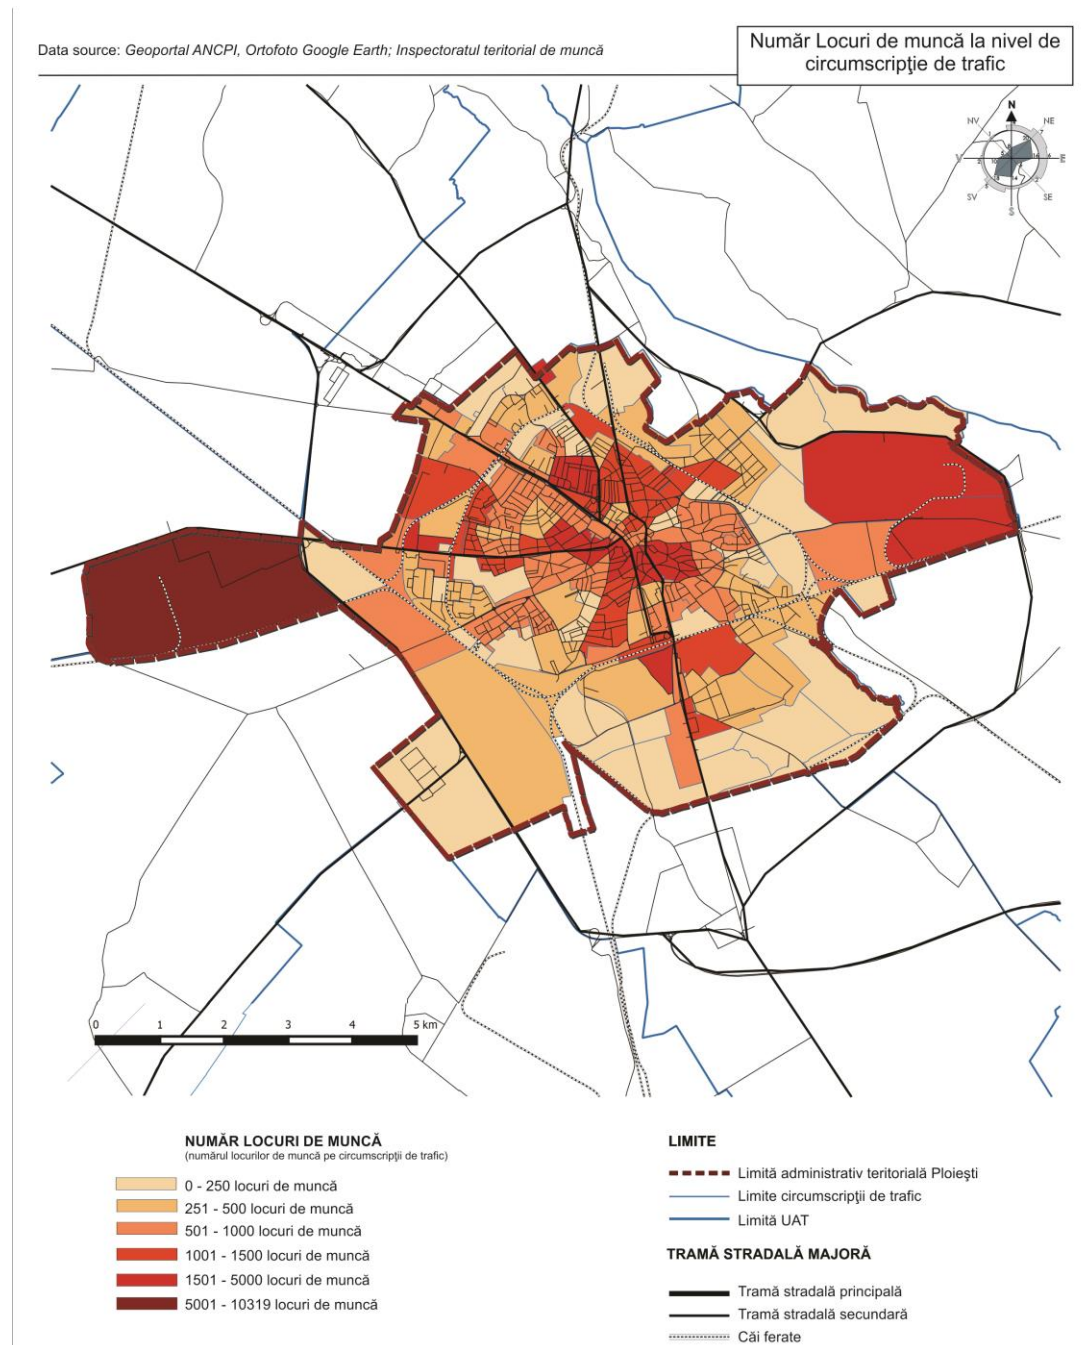 Data source: Geoportal ANCPI, Ortofoto Google Earth; Inspectoratul teritorial de muncă
Număr Locuri de muncă la nivel de
circumscripţie de trafic
N
NV
NE
V
E
SV
SE
S
0 1 2 3 4 5 km
NUMĂR LOCURI DE MUNCĂ
(numărul locurilor de muncă pe circumscripţii de trafic)
0 - 250 locuri de muncă
251 - 500 locuri de muncă
501 - 1000 locuri de muncă
1001 - 1500 locuri de muncă
1501 - 5000 locuri de muncă
5001 - 10319 locuri de muncă
LIMITE
Limită administrativ teritorială Ploieşti
Limite circumscripţii de trafic
Limită UAT
TRAMĂ STRADALĂ MAJORĂ
Tramă stradală principală
Tramă stradală secundară
Căi ferate